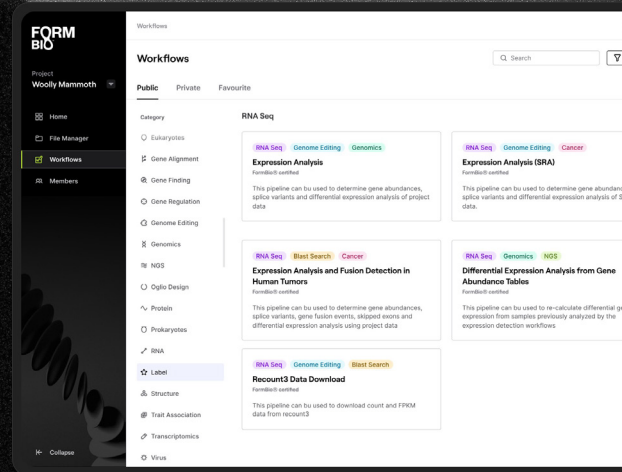 FORM
BIO
Project
Woolly Mammoth
Home
File Manager
Workflows
Members
Collapse
Workflows
Workflows
Search
Public Private Favourite
Category
Eukaryotes
Gene Alignment
Gene Finding
Gene Regulation
Genome Editing
Genomics
NGS
Oglio Design
Protein
Prokaryotes
RNA
Label
Structure
Trait Association
Transcriptomics
Virus
RNA Seq
RNA Seq Genome Editing Genomics
Expression Analysis
FormBio® certified
This pipeline can be used to determine gene abundances,
splice variants and differential expression analysis of project
data
RNA Seq Genome Editing Cancer
Expression Analysis (SRA)
FormBio® certified
This pipeline can be used to determine gene abundanc
splice variants and differential expression analysis of S
data.
RNA Seq Blast Search Cancer
Expression Analysis and Fusion Detection in
Human Tumors
FormBio® certified
This pipeline can be used to determine gene abundances,
splice variants, gene fusion events, skipped exons and
differential expression analysis using project data
RNA Seq Genomics NGS
Differential Expression Analysis from Gene
Abundance Tables
FormBio® certified
This pipeline can be used to re-calculate differential ge
expression from samples previously analyzed by the
expression detection workflows
RNA Seq Genome Editing Blast Search
Recount3 Data Download
FormBio® certified
This pipeline can be used to download count and FPKM
data from recount3